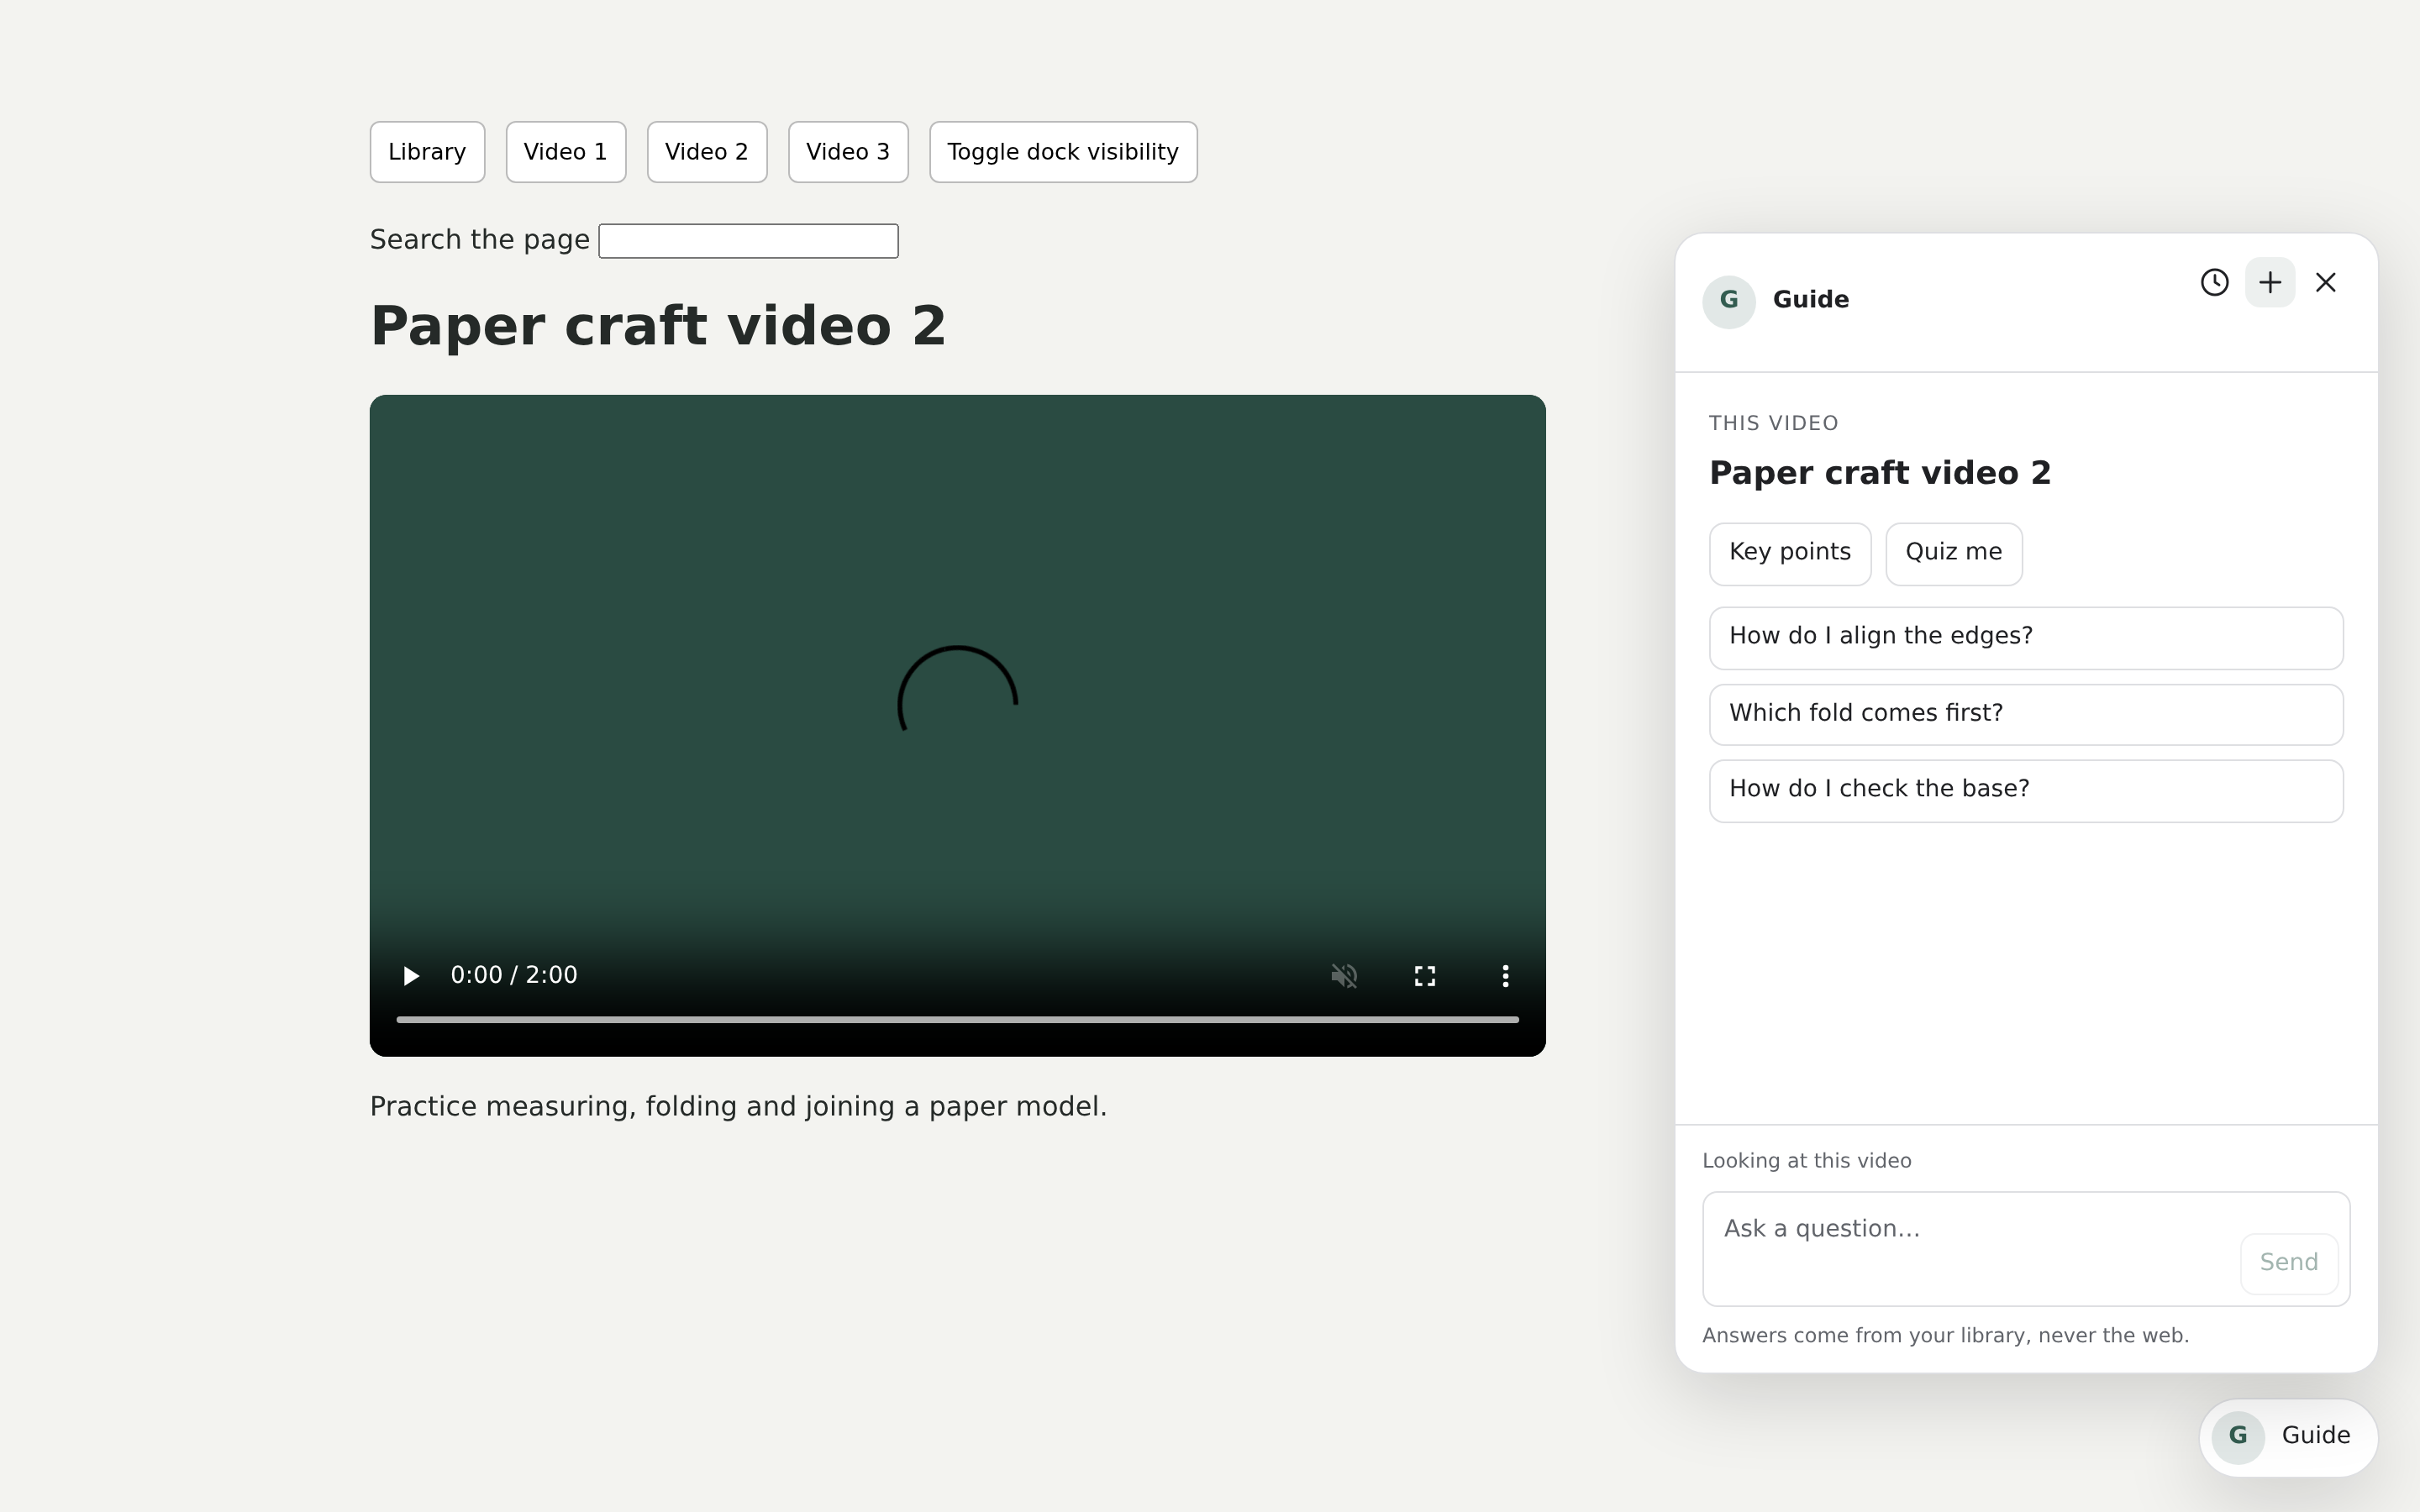 Library Video 1 Video 2 Video 3 Toggle dock visibility
Search the page
Paper craft video 2
0:00 / 2:00
Practice measuring, folding and joining a paper model.
G Guide
THIS VIDEO
Paper craft video 2
Key points Quiz me
How do I align the edges?
Which fold comes first?
How do I check the base?
Looking at this video
Ask a question...
Send
Answers come from your library, never the web.
G Guide